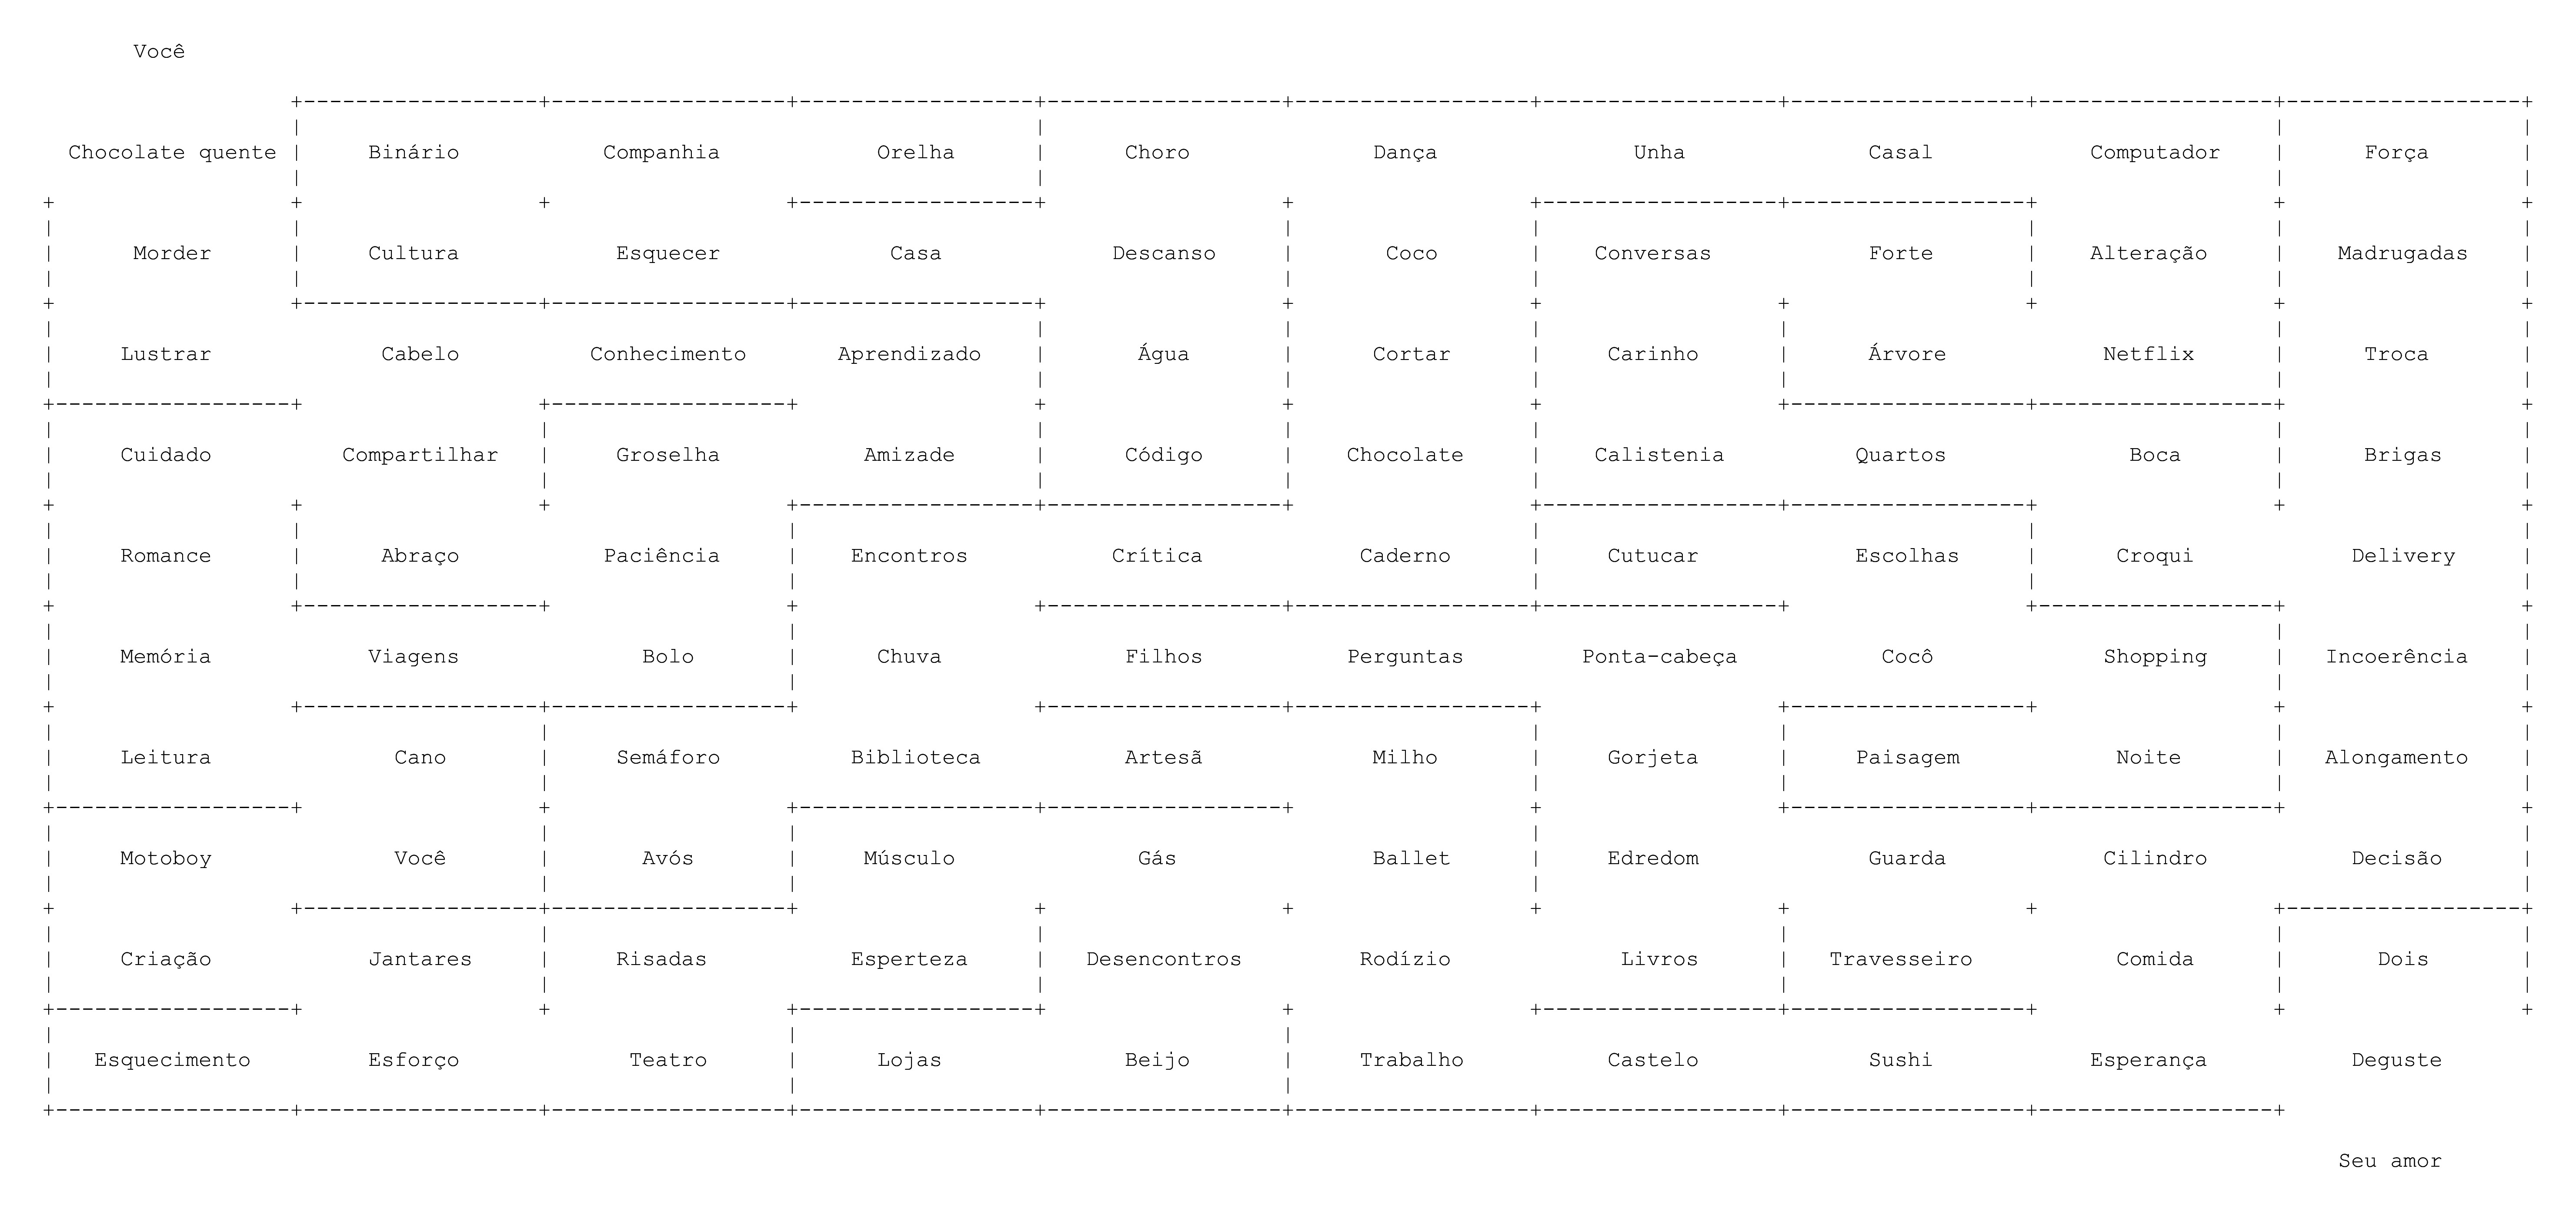 Você
Chocolate quente Binário Companhia Orelha Choro Dança Unha Casal Computador Força
Morder Cultura Esquecer Casa Descanso Coco Conversas Forte Alteração Madrugadas
Lustrar Cabelo Conhecimento Aprendizado Água Cortar Carinho Árvore Netflix Troca
Cuidado Compartilhar Groselha Amizade Código Chocolate Calistenia Quartos Boca Brigas
Romance Abraço Paciência Encontros Crítica Caderno Cutucar Escolhas Croqui Delivery
Memória Viagens Bolo Chuva Filhos Perguntas Ponta-cabeça Cocô Shopping Incoerência
Leitura Cano Semáforo Biblioteca Artesã Milho Gorjeta Paisagem Noite Alongamento
Motoboy Você Avós Músculo Gás Ballet Edredom Guarda Cilindro Decisão
Criação Jantares Risadas Esperteza Desencontros Rodízio Livros Travesseiro Comida Dois
Esquecimento Esforço Teatro Lojas Beijo Trabalho Castelo Sushi Esperança Deguste
Seu amor